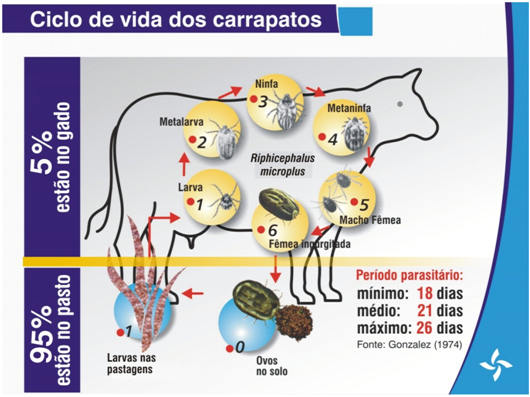 Ciclo de vida dos carrapatos
5 %
estão no gado
Ninfa
3
Metalarva
2
Metaninfa
4
Riphicephalus
microplus
Larva
1
5
Macho Fêmea
6
Fêmea ingurgitada
95%
estão no pasto
1
Larvas nas
pastagens
0
Ovos
no solo
Período parasitário:
mínimo: 18 dias
médio: 21 dias
máximo: 26 dias
Fonte: Gonzalez (1974)